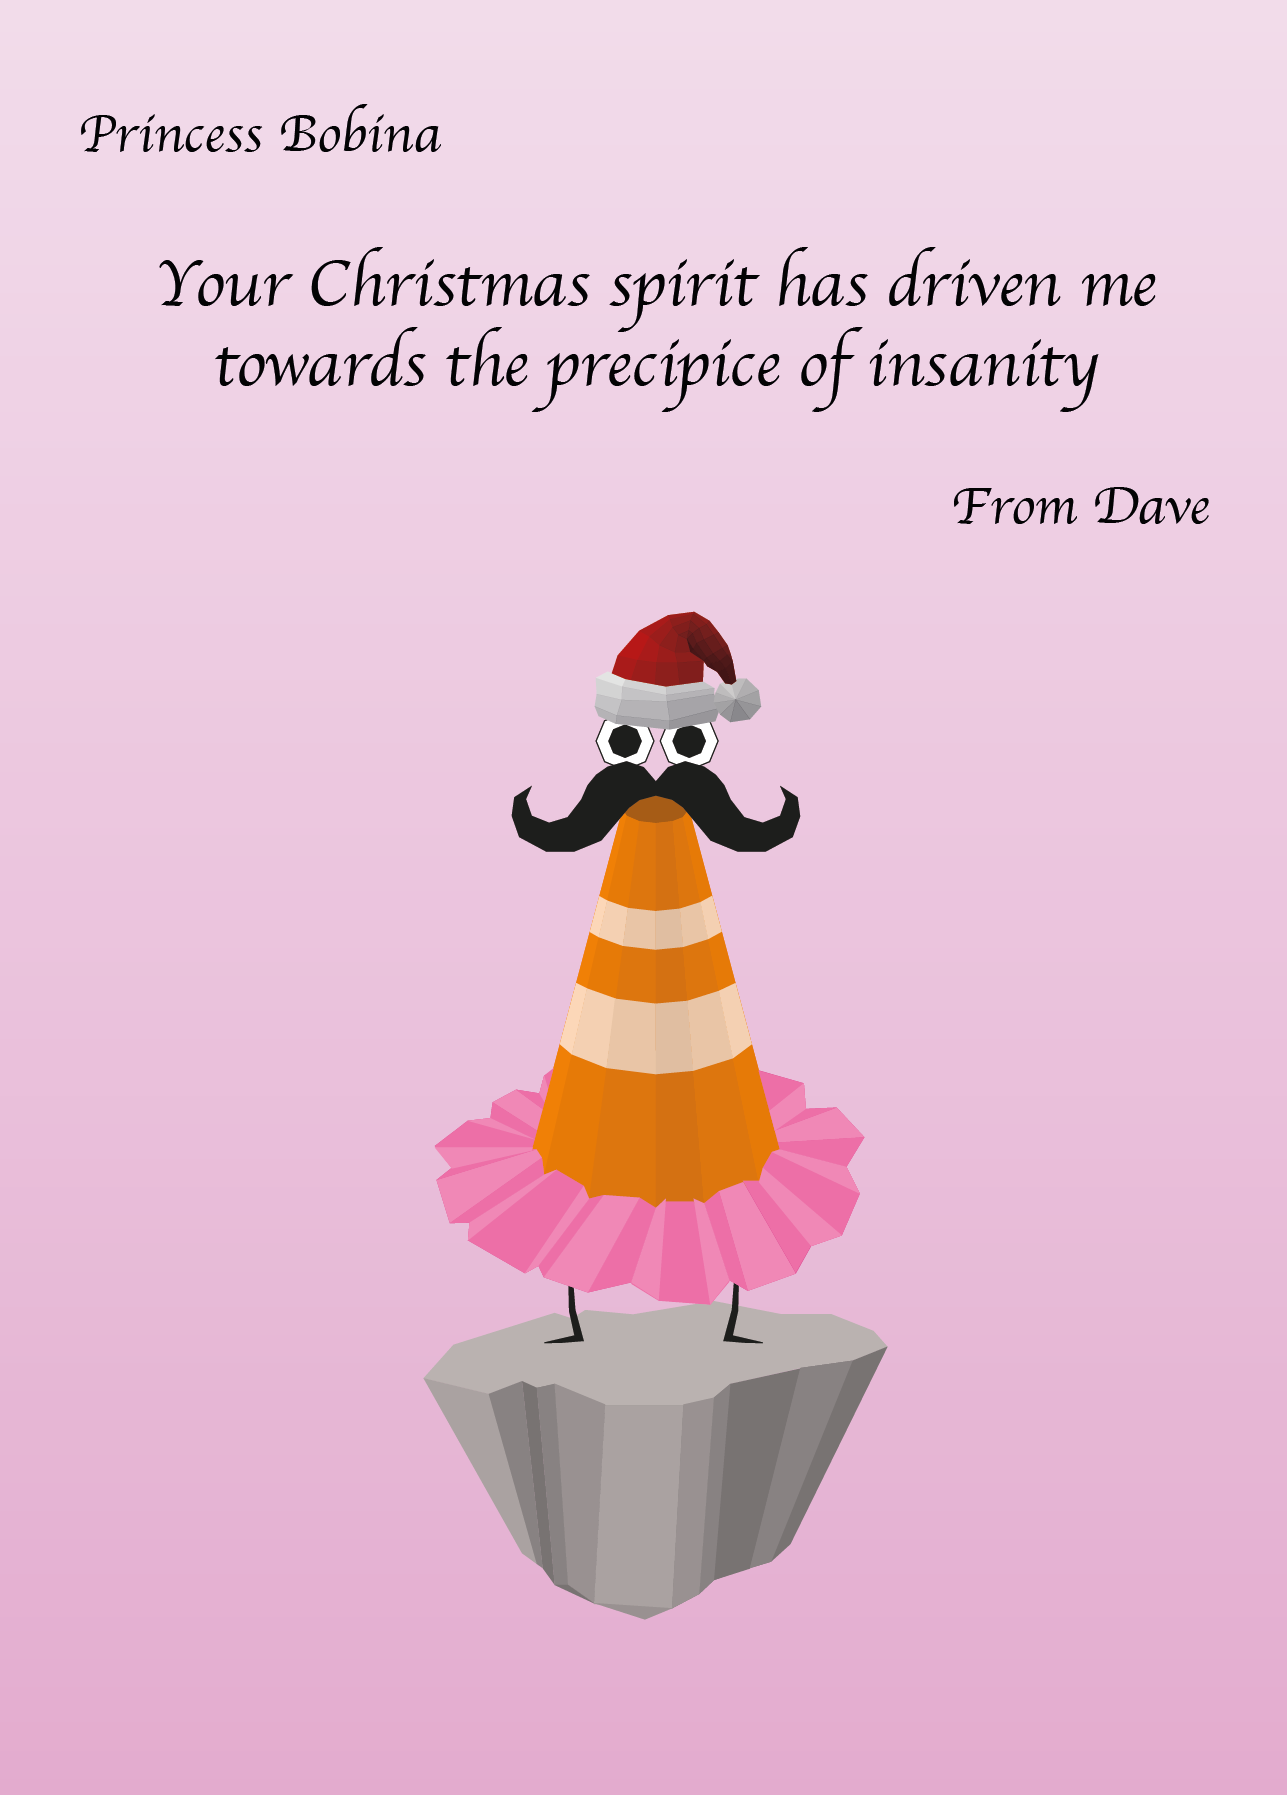 Princess Bobina
Your Christmas spirit has driven me
towards the precipice of insanity
From Dave